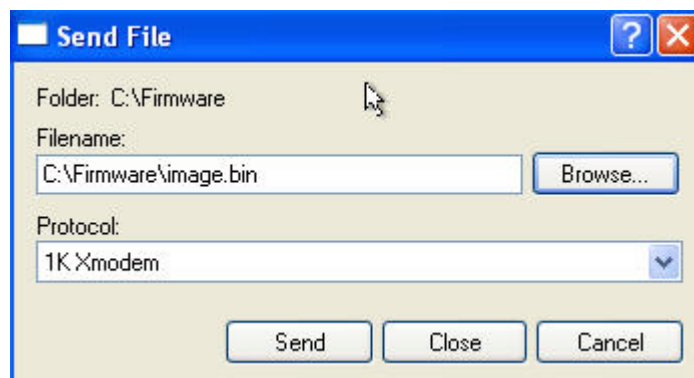 Send File
Folder: C:\Firmware
Filename:
C:\Firmware\image.bin Browse...
Protocol:
1K Xmodem
Send Close Cancel